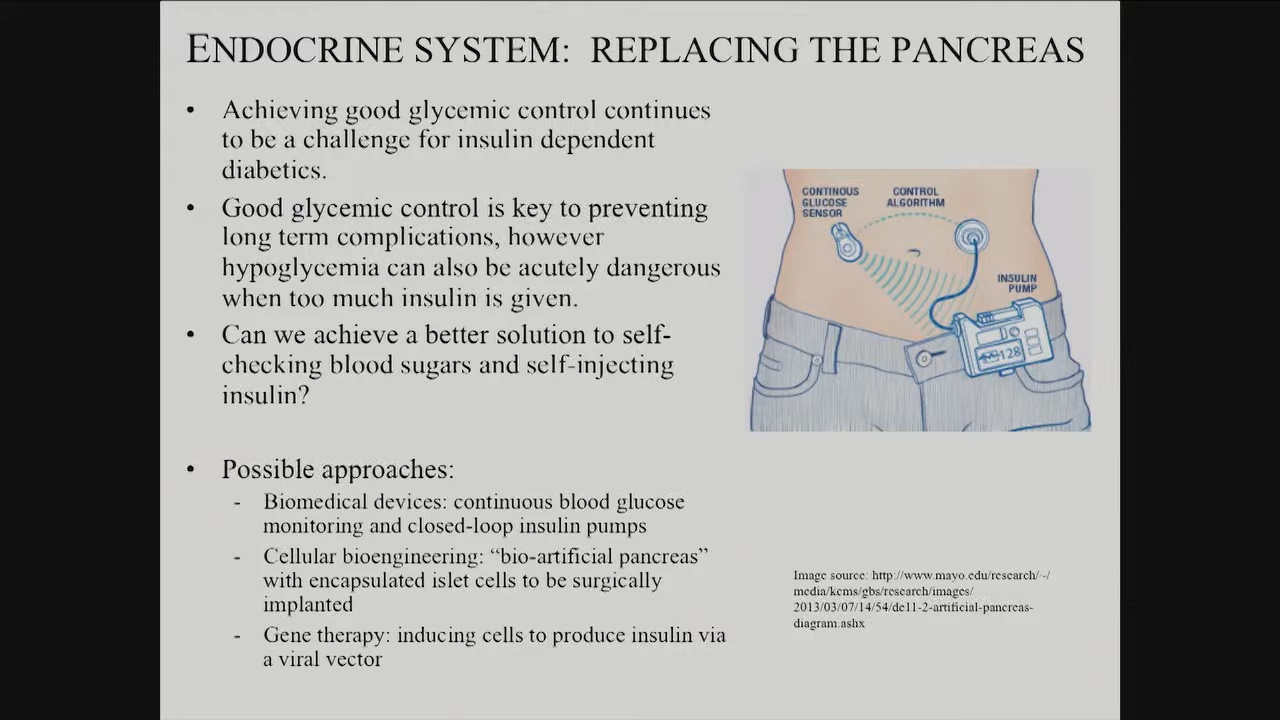 ENDOCRINE SYSTEM: REPLACING THE PANCREAS
• Achieving good glycemic control continues
to be a challenge for insulin dependent
diabetics.
• Good glycemic control is key to preventing
long term complications, however
hypoglycemia can also be acutely dangerous
when too much insulin is given.
• Can we achieve a better solution to self-
checking blood sugars and self-injecting
insulin?
• Possible approaches:
- Biomedical devices: continuous blood glucose
monitoring and closed-loop insulin pumps
- Cellular bioengineering: “bio-artificial pancreas”
with encapsulated islet cells to be surgically
implanted
- Gene therapy: inducing cells to produce insulin via
a viral vector
CONTINOUS
GLUCOSE
SENSOR
CONTROL
ALGORITHM
INSULIN
PUMP
128
Image source: http://www.mayo.edu/research/~/
media/kcms/gbs/research/images/
2013/03/07/14/54/de11-2-artificial-pancreas-
diagram.ashx